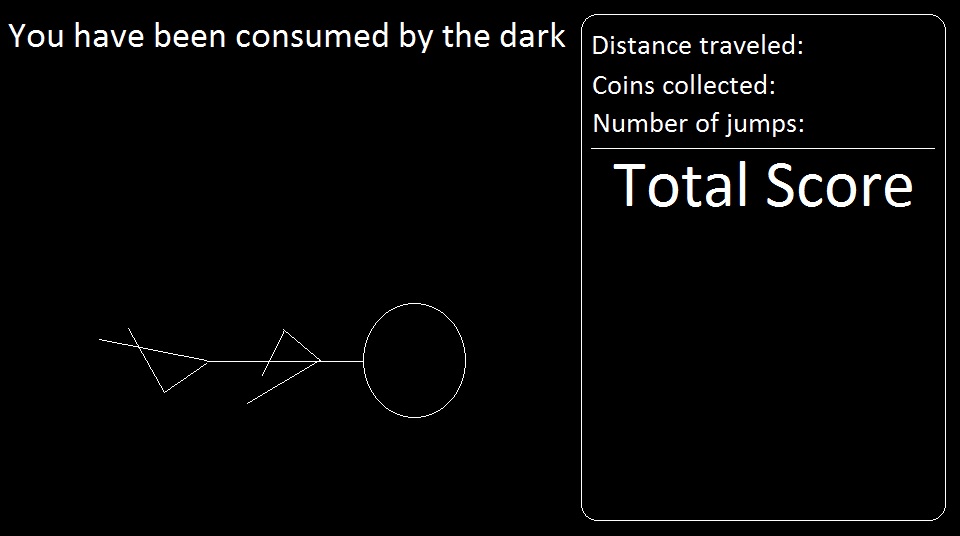 You have been consumed by the dark
Distance traveled:
Coins collected:
Number of jumps:
Total Score